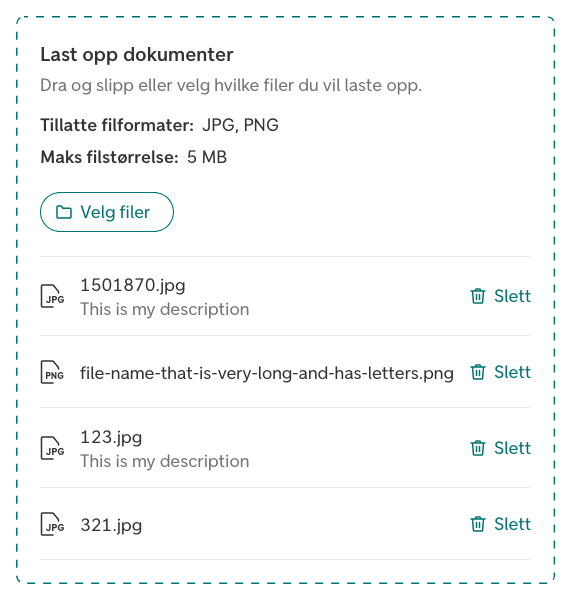 Last opp dokumenter
Dra og slipp eller velg hvilke filer du vil laste opp.
Tillatte filformater: JPG, PNG
Maks filstørrelse: 5 MB
Velg filer
JPG
1501870.jpg
This is my description
Slett
PNG
file-name-that-is-very-long-and-has-letters.png
Slett
JPG
123.jpg
This is my description
Slett
JPG
321.jpg
Slett